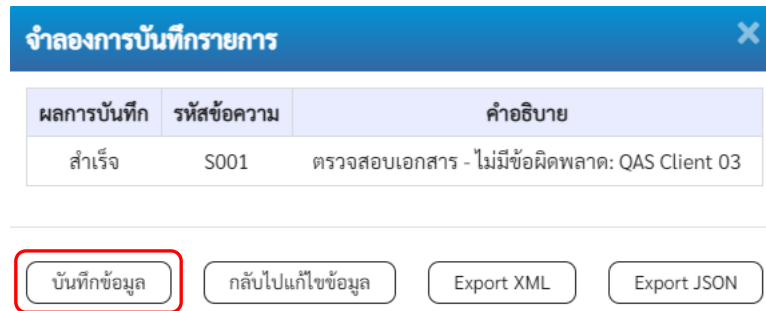 จำลองการบันทึกรายการ
ผลการบันทึก รหัสข้อความ คำอธิบาย
สำเร็จ S001 ตรวจสอบเอกสาร - ไม่มีข้อผิดพลาด: QAS Client 03
บันทึกข้อมูล กลับไปแก้ไขข้อมูล Export XML Export JSON